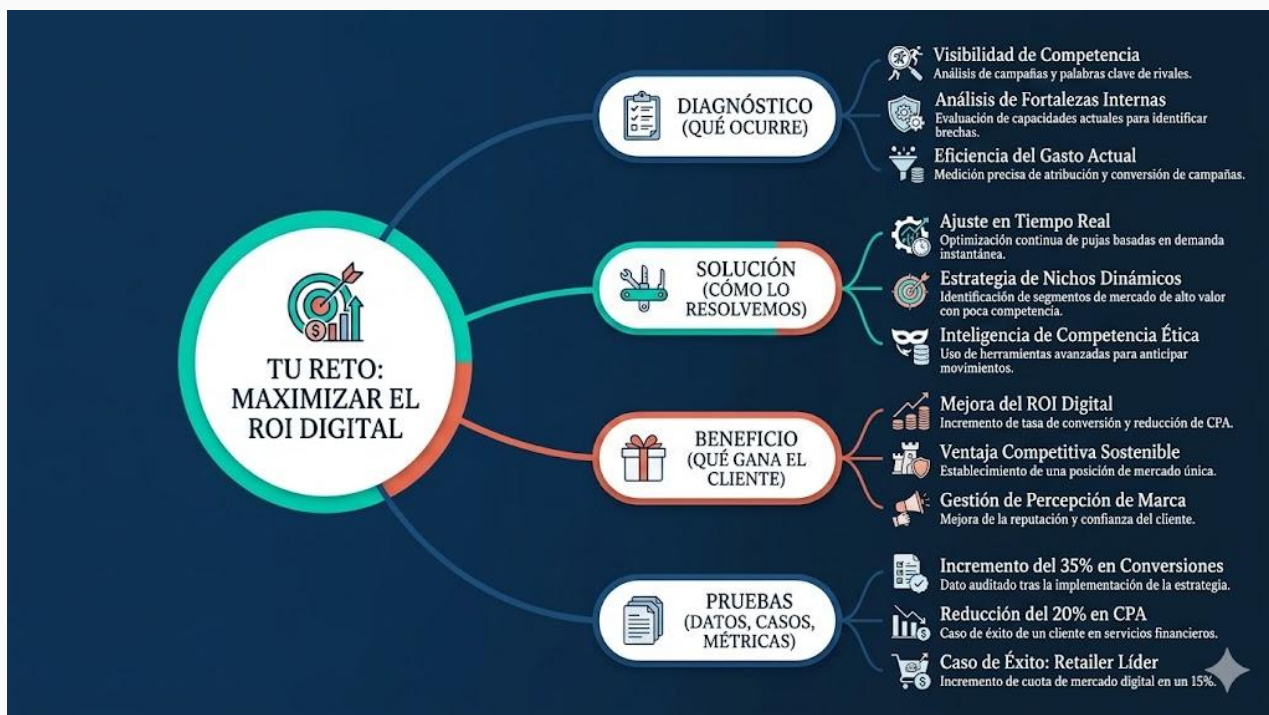 TU RETO:
MAXIMIZAR EL
ROI DIGITAL
DIAGNÓSTICO
(QUÉ OCURRE)
Visibilidad de Competencia
Análisis de campañas y palabras clave de rivales.
Análisis de Fortalezas Internas
Evaluación de capacidades actuales para identificar
brechas.
Eficiencia del Gasto Actual
Medición precisa de atribución y conversión de campañas.
SOLUCIÓN
(CÓMO LO
RESOLVEMOS)
Ajuste en Tiempo Real
Optimización continua de pujas basadas en demanda
instantánea.
Estrategia de Nichos Dinámicos
Identificación de segmentos de mercado de alto valor
con poca competencia.
Inteligencia de Competencia Ética
Uso de herramientas avanzadas para anticipar
movimientos.
BENEFICIO
(QUÉ GANA EL
CLIENTE)
Mejora del ROI Digital
Incremento de tasa de conversión y reducción de CPA.
Ventaja Competitiva Sostenible
Establecimiento de una posición de mercado única.
Gestión de Percepción de Marca
Mejora de la reputación y confianza del cliente.
PRUEBAS
(DATOS, CASOS,
MÉTRICAS)
Incremento del 35% en Conversiones
Dato auditado tras la implementación de la estrategia.
Reducción del 20% en CPA
Caso de éxito de un cliente en servicios financieros.
Caso de Éxito: Retailer Líder
Incremento de cuota de mercado digital en un 15%.